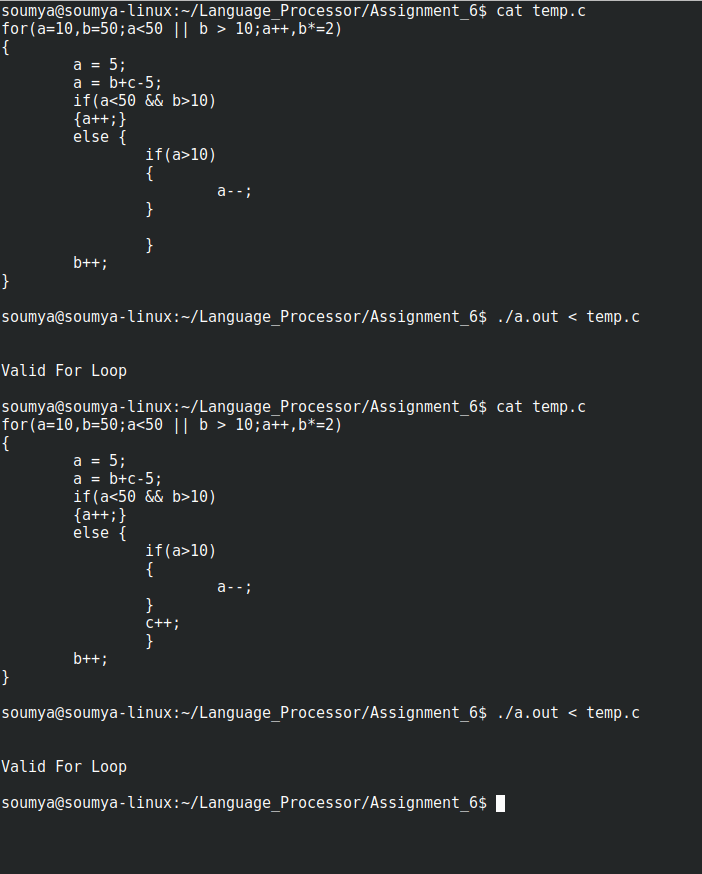 soumya@soumya-linux:~/Language_Processor/Assignment_6$ cat temp.c
for(a=10,b=50;a<50 || b > 10;a++,b*=2)
{
        a = 5;
        a = b+c-5;
        if(a<50 && b>10)
        {a++;}
        else {
                if(a>10)
                {
                        a--;
                }

                }
        b++;
}

soumya@soumya-linux:~/Language_Processor/Assignment_6$ ./a.out < temp.c


Valid For Loop

soumya@soumya-linux:~/Language_Processor/Assignment_6$ cat temp.c
for(a=10,b=50;a<50 || b > 10;a++,b*=2)
{
        a = 5;
        a = b+c-5;
        if(a<50 && b>10)
        {a++;}
        else {
                if(a>10)
                {
                        a--;
                }
                c++;
                }
        b++;
}

soumya@soumya-linux:~/Language_Processor/Assignment_6$ ./a.out < temp.c


Valid For Loop

soumya@soumya-linux:~/Language_Processor/Assignment_6$